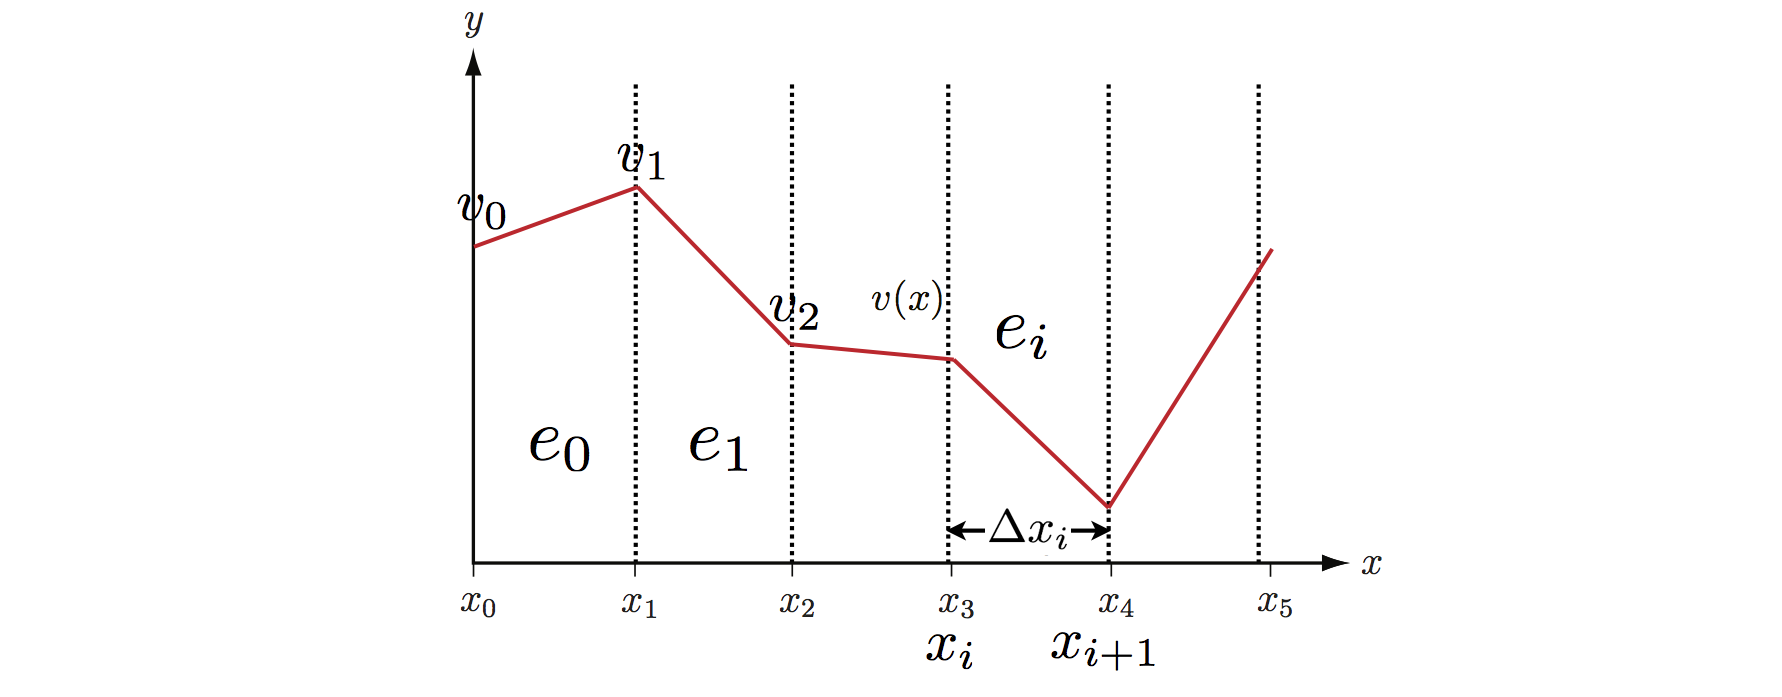 y
v₁
v₀
v(x)
v₂
eᵢ
e₀ e₁
Δxᵢ
x
x₀ x₁ x₂ x₃ x₄ x₅
xᵢ xᵢ₊₁